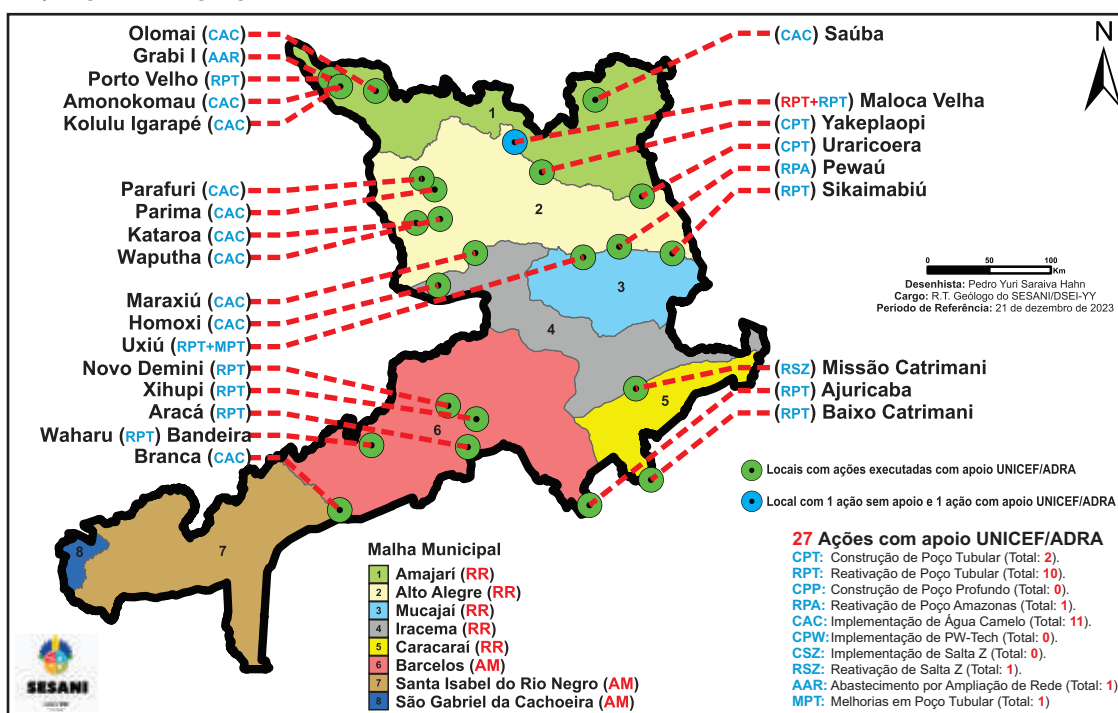 Olomai (CAC)
Grabi I (AAR)
Porto Velho (RPT)
Amonokomau (CAC)
Kolulu Igarapé (CAC)
Parafuri (CAC)
Parima (CAC)
Kataroa (CAC)
Waputha (CAC)
Maraxiú (CAC)
Homoxi (CAC)
Uxiú (RPT+MPT)
Novo Demini (RPT)
Xihupi (RPT)
Aracá (RPT)
Waharu (RPT) Bandeira
Branca (CAC)
(CAC) Saúba
(RPT+RPT) Maloca Velha
(CPT) Yakeplaopi
(CPT) Uraricoera
(RPA) Pewaú
(RPT) Sikaimabiú
(RSZ) Missão Catrimani
(RPT) Ajuricaba
(RPT) Baixo Catrimani
N
1
2
3
4
5
6
7
8
0 50 100
Km
Desenhista: Pedro Yuri Saraiva Hahn
Cargo: R.T. Geólogo do SESANI/DSEI-YY
Período de Referência: 21 de dezembro de 2023
Locais com ações executadas com apoio UNICEF/ADRA
Local com 1 ação sem apoio e 1 ação com apoio UNICEF/ADRA
Malha Municipal
1 Amajarí (RR)
2 Alto Alegre (RR)
3 Mucajaí (RR)
4 Iracema (RR)
5 Caracaraí (RR)
6 Barcelos (AM)
7 Santa Isabel do Rio Negro (AM)
8 São Gabriel da Cachoeira (AM)
27 Ações com apoio UNICEF/ADRA
CPT: Construção de Poço Tubular (Total: 2).
RPT: Reativação de Poço Tubular (Total: 10).
CPP: Construção de Poço Profundo (Total: 0).
RPA: Reativação de Poço Amazonas (Total: 1).
CAC: Implementação de Água Camelo (Total: 11).
CPW: Implementação de PW-Tech (Total: 0).
CSZ: Implementação de Salta Z (Total: 0).
RSZ: Reativação de Salta Z (Total: 1).
AAR: Abastecimento por Ampliação de Rede (Total: 1)
MPT: Melhorias em Poço Tubular (Total: 1)
SESANI